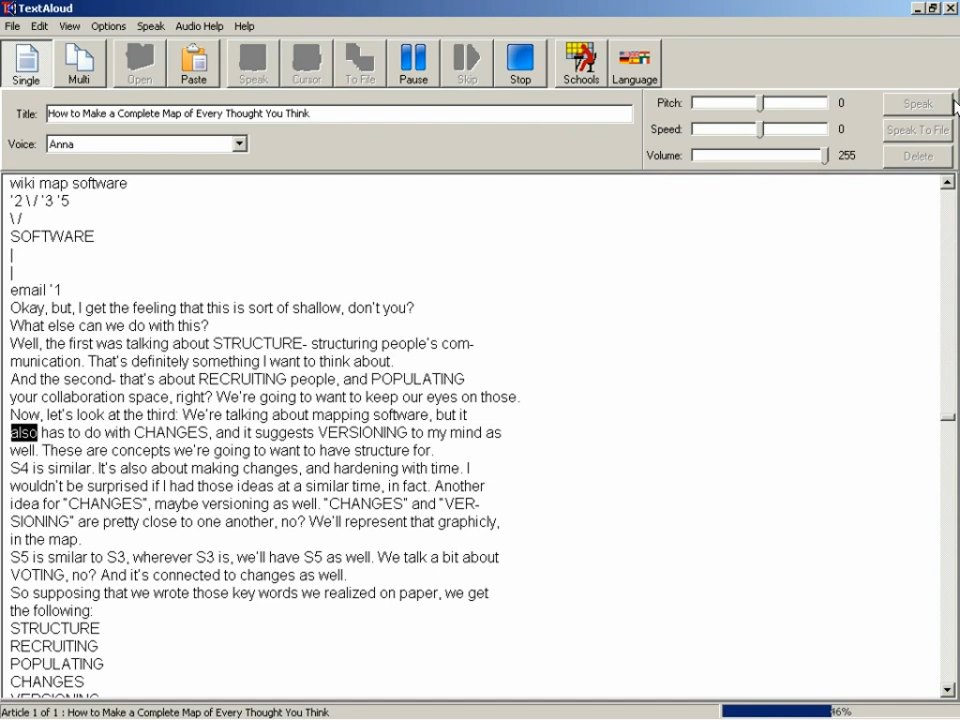 TextAloud
File Edit View Options Speak Audio Help Help
Single Multi Open Paste Speak Cursor To File Pause Skip Stop Schools Language
Title: How to Make a Complete Map of Every Thought You Think
Voice: Anna
Pitch: 0 Speak
Speed: 0 Speak To File
Volume: 255 Delete
wiki map software
'2 \ / '3 '5
\ /
SOFTWARE
|
|
email '1
Okay, but, I get the feeling that this is sort of shallow, don't you?
What else can we do with this?
Well, the first was talking about STRUCTURE- structuring people's com-
munication. That's definitely something I want to think about.
And the second- that's about RECRUITING people, and POPULATING
your collaboration space, right? We're going to want to keep our eyes on those.
Now, let's look at the third: We're talking about mapping software, but it
also has to do with CHANGES, and it suggests VERSIONING to my mind as
well. These are concepts we're going to want to have structure for.
S4 is similar. It's also about making changes, and hardening with time. I
wouldn't be surprised if I had those ideas at a similar time, in fact. Another
idea for "CHANGES", maybe versioning as well. "CHANGES" and "VER-
SIONING" are pretty close to one another, no? We'll represent that graphicly,
in the map.
S5 is smilar to S3, wherever S3 is, we'll have S5 as well. We talk a bit about
VOTING, no? And it's connected to changes as well.
So supposing that we wrote those key words we realized on paper, we get
the following:
STRUCTURE
RECRUITING
POPULATING
CHANGES
VERSIONING
Article 1 of 1 : How to Make a Complete Map of Every Thought You Think 46%